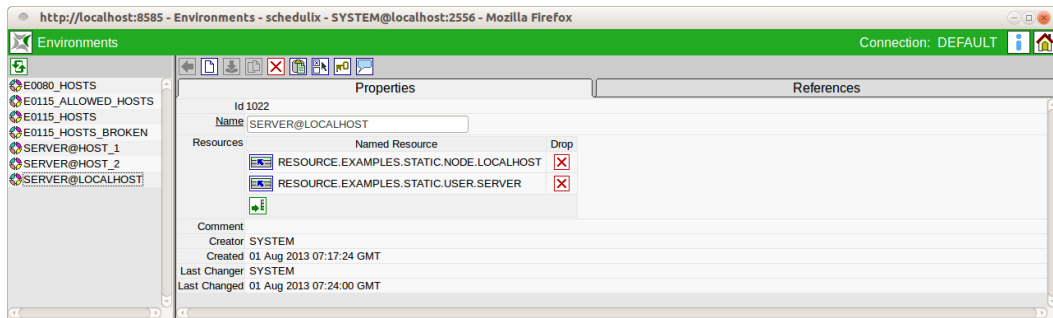 http://localhost:8585 - Environments - schedulix - SYSTEM@localhost:2556 - Mozilla Firefox
Environments
Connection: DEFAULT
E0080_HOSTS
E0115_ALLOWED_HOSTS
E0115_HOSTS
E0115_HOSTS_BROKEN
SERVER@HOST_1
SERVER@HOST_2
SERVER@LOCALHOST
Properties
References
Id 1022
Name SERVER@LOCALHOST
Resources Named Resource Drop
RESOURCE.EXAMPLES.STATIC.NODE.LOCALHOST
RESOURCE.EXAMPLES.STATIC.USER.SERVER
Comment
Creator SYSTEM
Created 01 Aug 2013 07:17:24 GMT
Last Changer SYSTEM
Last Changed 01 Aug 2013 07:24:00 GMT